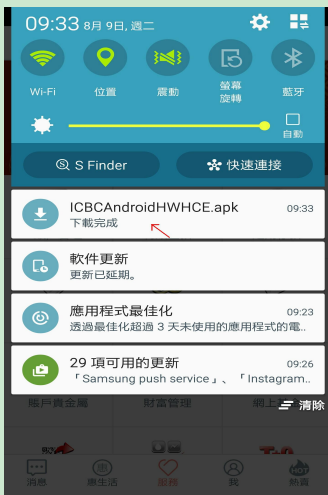 09:33 8月 9日, 週二
Wi-Fi
位置
震動
螢幕
旋轉
藍牙
自動
S Finder
快速連接
ICBCAndroidHWHCE.apk 09:33
下載完成
軟件更新
更新已延期。
應用程式最佳化 09:23
透過最佳化超過 3 天未使用的應用程式的電..
29 項可用的更新 09:26
「Samsung push service」、「Instagram..
賬戶貴金屬
財富管理
網上
清除
消息
惠生活
服務
我
熱賣